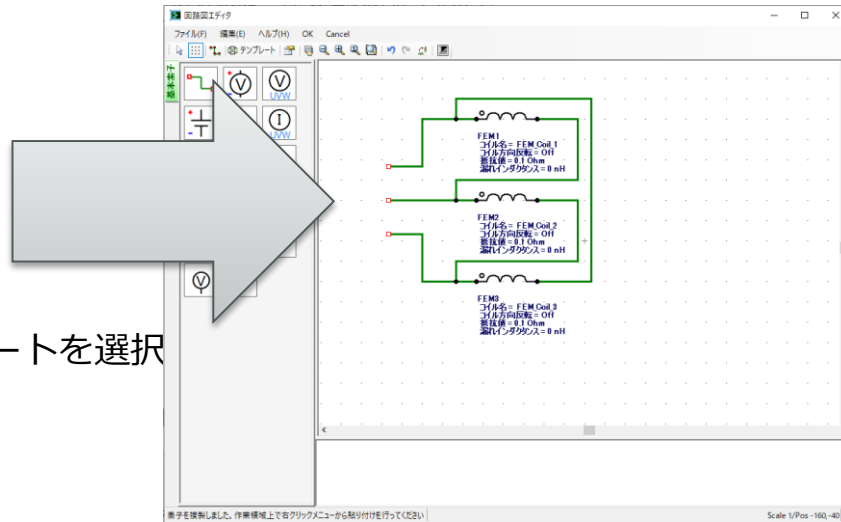 回路図エディタ
ファイル(F) 編集(E) ヘルプ(H) OK Cancel
テンプレート
基本素子
V
V
UVW
I
UVW
V
FEM1
コイル名 = FEM_Coil_1
コイル方向反転 = Off
抵抗値 = 0.1 Ohm
漏れインダクタンス = 0 nH
FEM2
コイル名 = FEM_Coil_2
コイル方向反転 = Off
抵抗値 = 0.1 Ohm
漏れインダクタンス = 0 nH
FEM3
コイル名 = FEM_Coil_3
コイル方向反転 = Off
抵抗値 = 0.1 Ohm
漏れインダクタンス = 0 nH
ートを選択
素子を複製しました。作業領域上で右クリックメニューから貼り付けを行ってください
Scale 1/Pos -160,-40